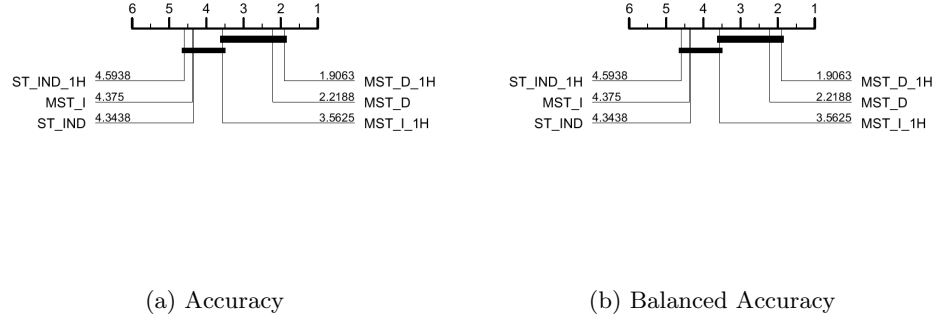 6 5 4 3 2 1
ST_IND_1H 4.5938 1.9063 MST_D_1H
MST_I 4.375 2.2188 MST_D
ST_IND 4.3438 3.5625 MST_I_1H
(a) Accuracy
6 5 4 3 2 1
ST_IND_1H 4.5938 1.9063 MST_D_1H
MST_I 4.375 2.2188 MST_D
ST_IND 4.3438 3.5625 MST_I_1H
(b) Balanced Accuracy